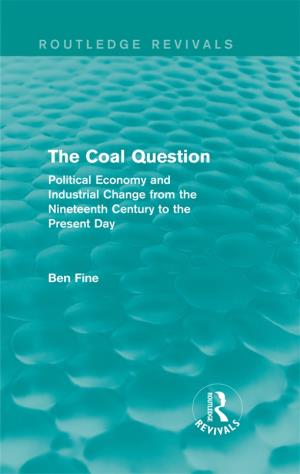 ROUTLEDGE REVIVALS
The Coal Question
Political Economy and
Industrial Change from the
Nineteenth Century to the
Present Day
Ben Fine
ROUTLEDGE
REVIVALS